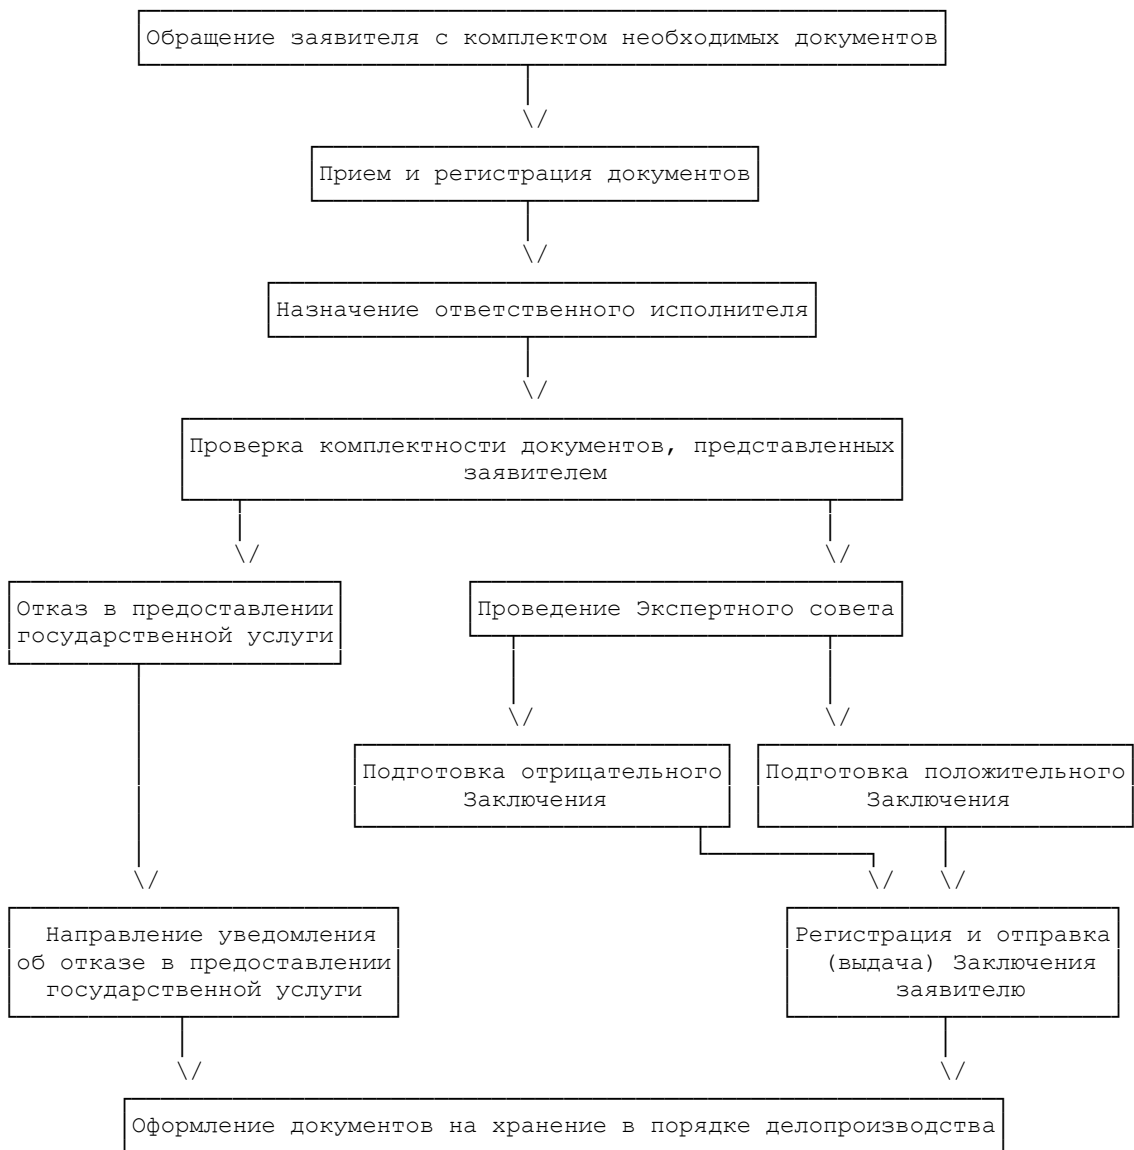 Обращение заявителя с комплектом необходимых документов
Прием и регистрация документов
Назначение ответственного исполнителя
Проверка комплектности документов, представленных
заявителем
Отказ в предоставлении
государственной услуги
Проведение Экспертного совета
Подготовка отрицательного
Заключения
Подготовка положительного
Заключения
Направление уведомления
об отказе в предоставлении
государственной услуги
Регистрация и отправка
(выдача) Заключения
заявителю
Оформление документов на хранение в порядке делопроизводства